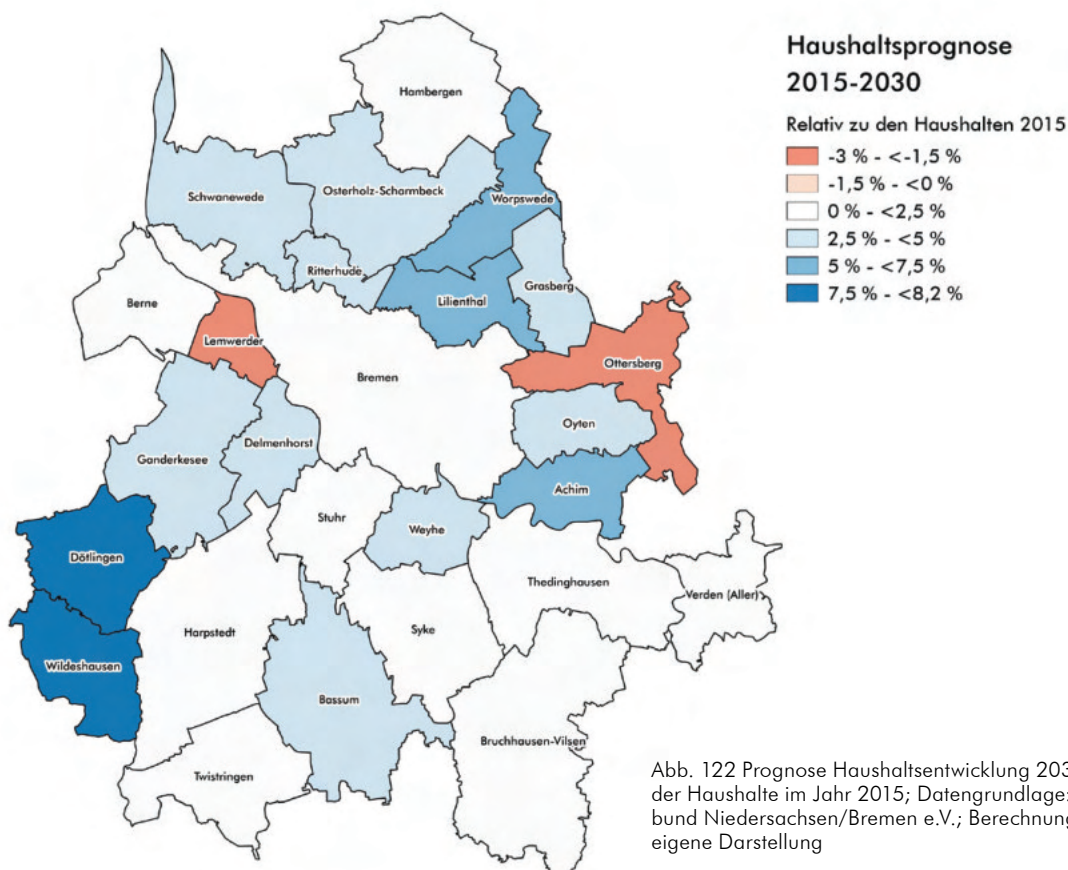 Haushaltsprognose
2015-2030
Relativ zu den Haushalten 2015
-3 % - <-1,5 %
-1,5 % - <0 %
0 % - <2,5 %
2,5 % - <5 %
5 % - <7,5 %
7,5 % - <8,2 %
Hambergen
Schwanewede
Osterholz-Scharmbeck
Worpswede
Ritterhude
Lilienthal
Grasberg
Berne
Lemwerder
Bremen
Ottersberg
Oyten
Ganderkesee
Delmenhorst
Achim
Stuhr
Weyhe
Dötlingen
Thedinghausen
Verden (Aller)
Harpstedt
Syke
Wildeshausen
Bassum
Bruchhausen-Vilsen
Twistringen
Abb. 122 Prognose Haushaltsentwicklung 203
der Haushalte im Jahr 2015; Datengrundlage:
bund Niedersachsen/Bremen e.V.; Berechnung
eigene Darstellung